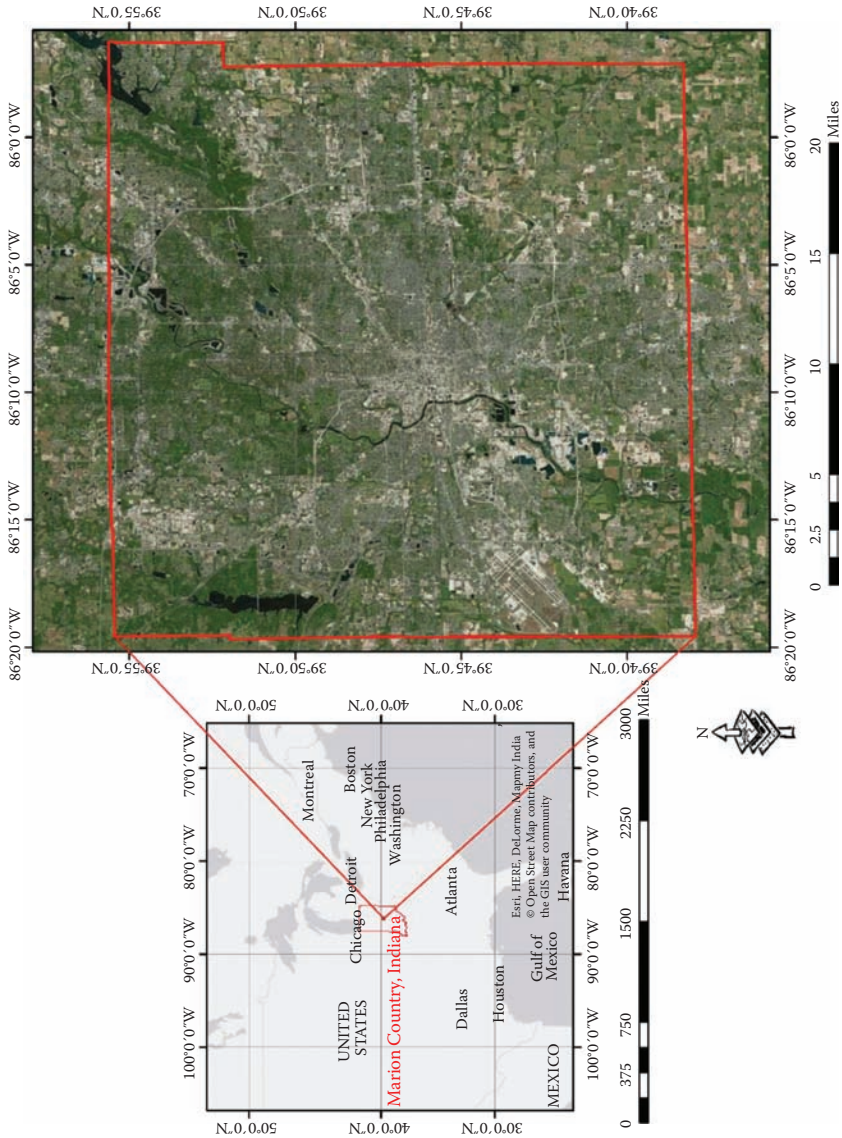 50°0´0˝N
40°0´0˝N
30°0´0˝N
100°0´0˝W
90°0´0˝W
80°0´0˝W
70°0´0˝W
UNITED
STATES
Chicago
Detroit
Montreal
Boston
New York
Philadelphia
Washington
Marion Country, Indiana
Dallas
Atlanta
Houston
Gulf of
Mexico
Havana
MEXICO
Esri, HERE, DeLorme, Mapmy India
© Open Street Map contributors, and
the GIS user community
100°0´0˝W
90°0´0˝W
80°0´0˝W
70°0´0˝W
50°0´0˝N
40°0´0˝N
30°0´0˝N
0 375 750 1500 2250 3000
Miles
N
86°20´0˝W
86°15´0˝W
86°10´0˝W
86°5´0˝W
86°0´0˝W
39°55´0˝N
39°50´0˝N
39°45´0˝N
39°40´0˝N
39°55´0˝N
39°50´0˝N
39°45´0˝N
39°40´0˝N
86°20´0˝W
86°15´0˝W
86°10´0˝W
86°5´0˝W
86°0´0˝W
0 2.5 5 10 15 20
Miles